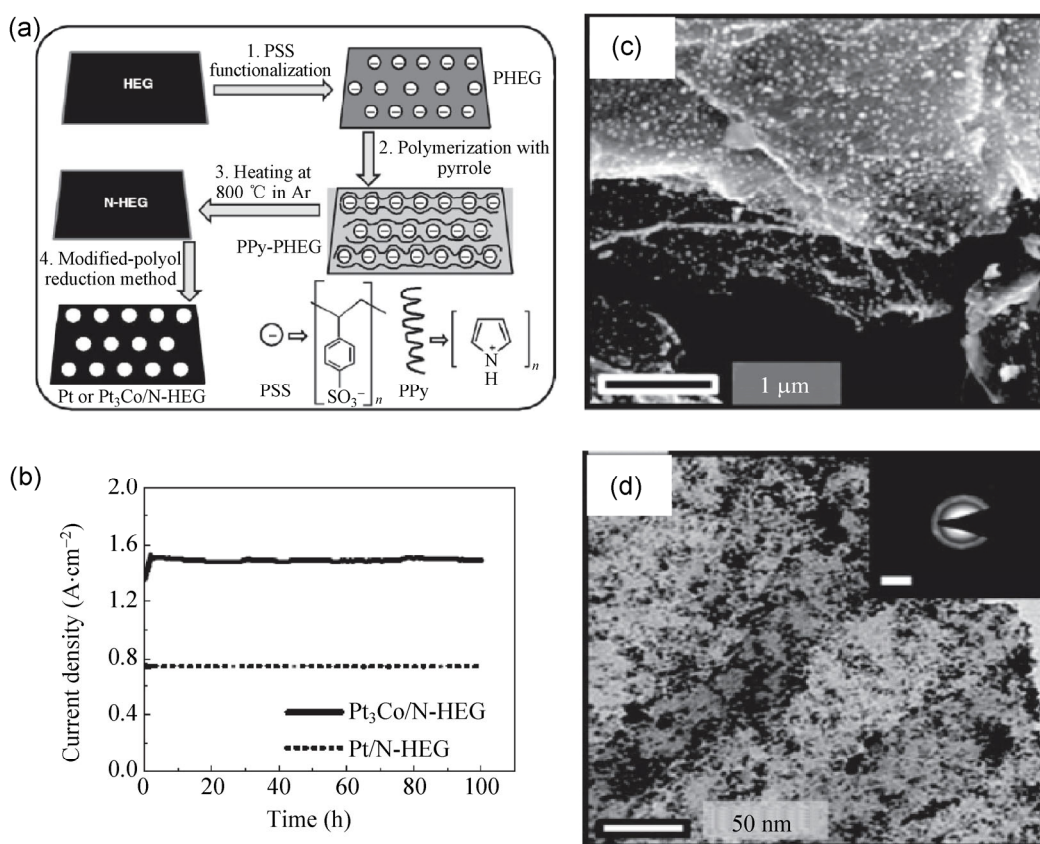 (a)
HEG
1. PSS
functionalization
PHEG
2. Polymerization with
pyrrole
3. Heating at
800 ℃ in Ar
N-HEG
PPy-PHEG
4. Modified-polyol
reduction method
Pt or Pt₃Co/N-HEG
PSS
SO₃⁻
n
PPy
N
+
H
n
(b)
2.0
1.6
1.2
0.8
0.4
0.0
0
20
40
60
80
100
Current density (A·cm⁻²)
Time (h)
Pt₃Co/N-HEG
Pt/N-HEG
(c)
1 μm
(d)
50 nm